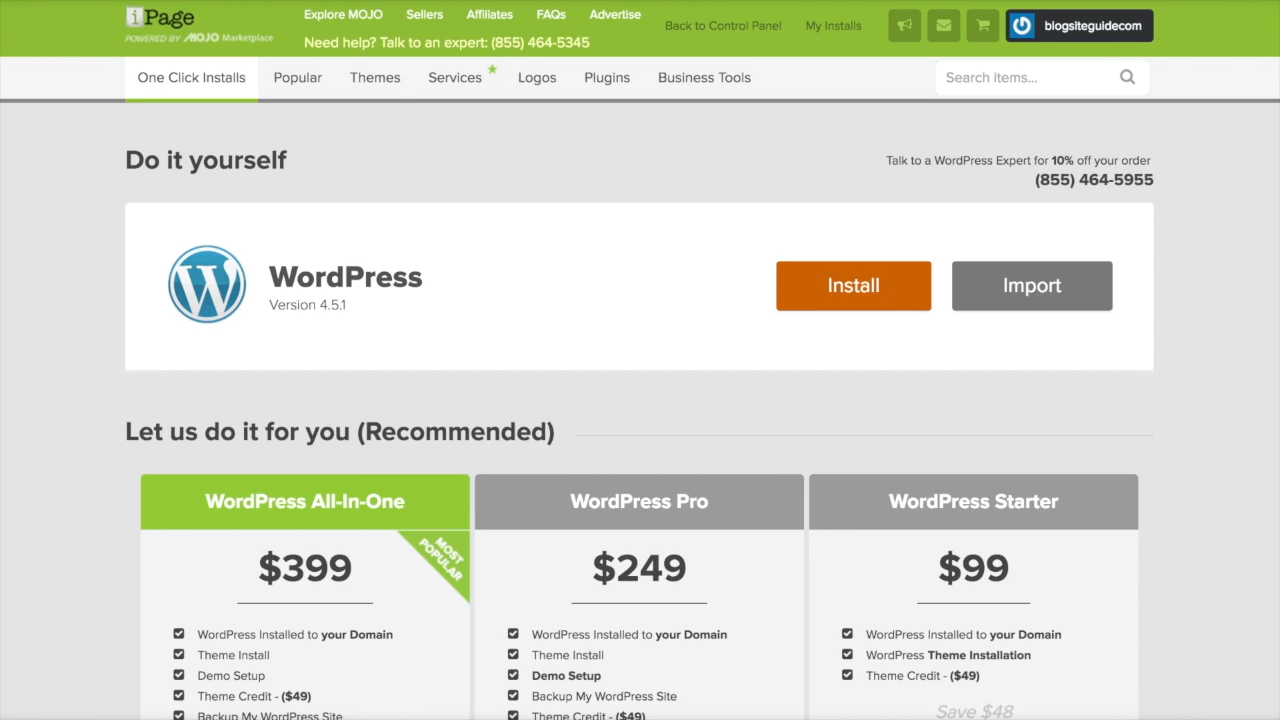 iPage
POWERED BY MOJO Marketplace
Explore MOJO Sellers Affiliates FAQs Advertise
Need help? Talk to an expert: (855) 464-5345
Back to Control Panel My Installs
blogsiteguidecom
One Click Installs Popular Themes Services Logos Plugins Business Tools
Search items...
Do it yourself
Talk to a WordPress Expert for 10% off your order
(855) 464-5955
WordPress
Version 4.5.1
Install
Import
Let us do it for you (Recommended)
WordPress All-In-One
MOST
POPULAR
$399
WordPress Installed to your Domain
Theme Install
Demo Setup
Theme Credit - ($49)
Backup My WordPress Site
WordPress Pro
$249
WordPress Installed to your Domain
Theme Install
Demo Setup
Backup My WordPress Site
Theme Credit - ($49)
WordPress Starter
$99
WordPress Installed to your Domain
WordPress Theme Installation
Theme Credit - ($49)
Save $48